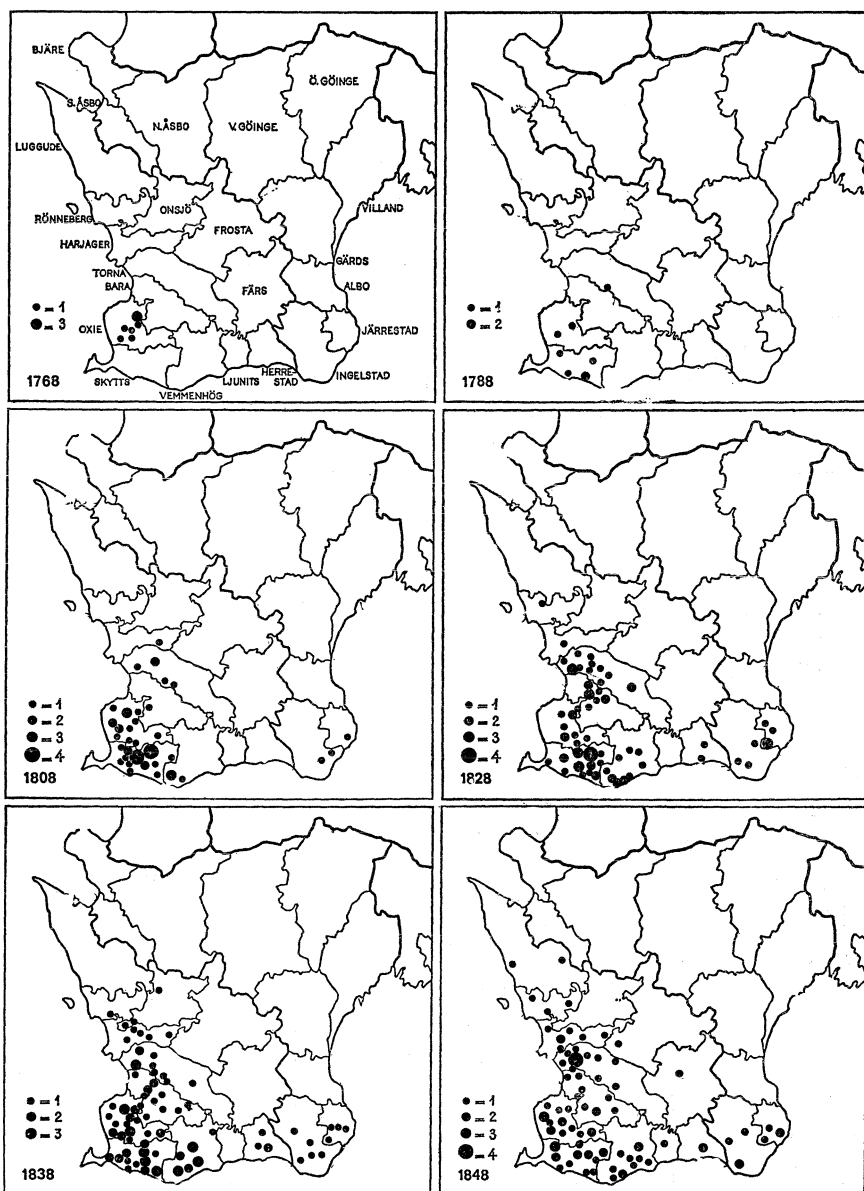 BJÄRE
Ö. GÖINGE
S. ÅSBO
N. ÅSBO
V. GÖINGE
LUGGUDE
ONSJÖ
VILLAND
RÖNNEBERG
FROSTA
HARJAGER
GÄRDS
TORNA
BARA
FÄRS
ALBO
= 1
= 3
OXIE
JÄRRESTAD
SKYTTS
LJUNITS
HERRE-
STAD
INGELSTAD
VEMMENHÖG
1768
= 1
= 2
1788
= 1
= 2
= 3
= 4
1808
= 1
= 2
= 3
= 4
1828
= 1
= 2
= 3
1838
= 1
= 2
= 3
= 4
1848